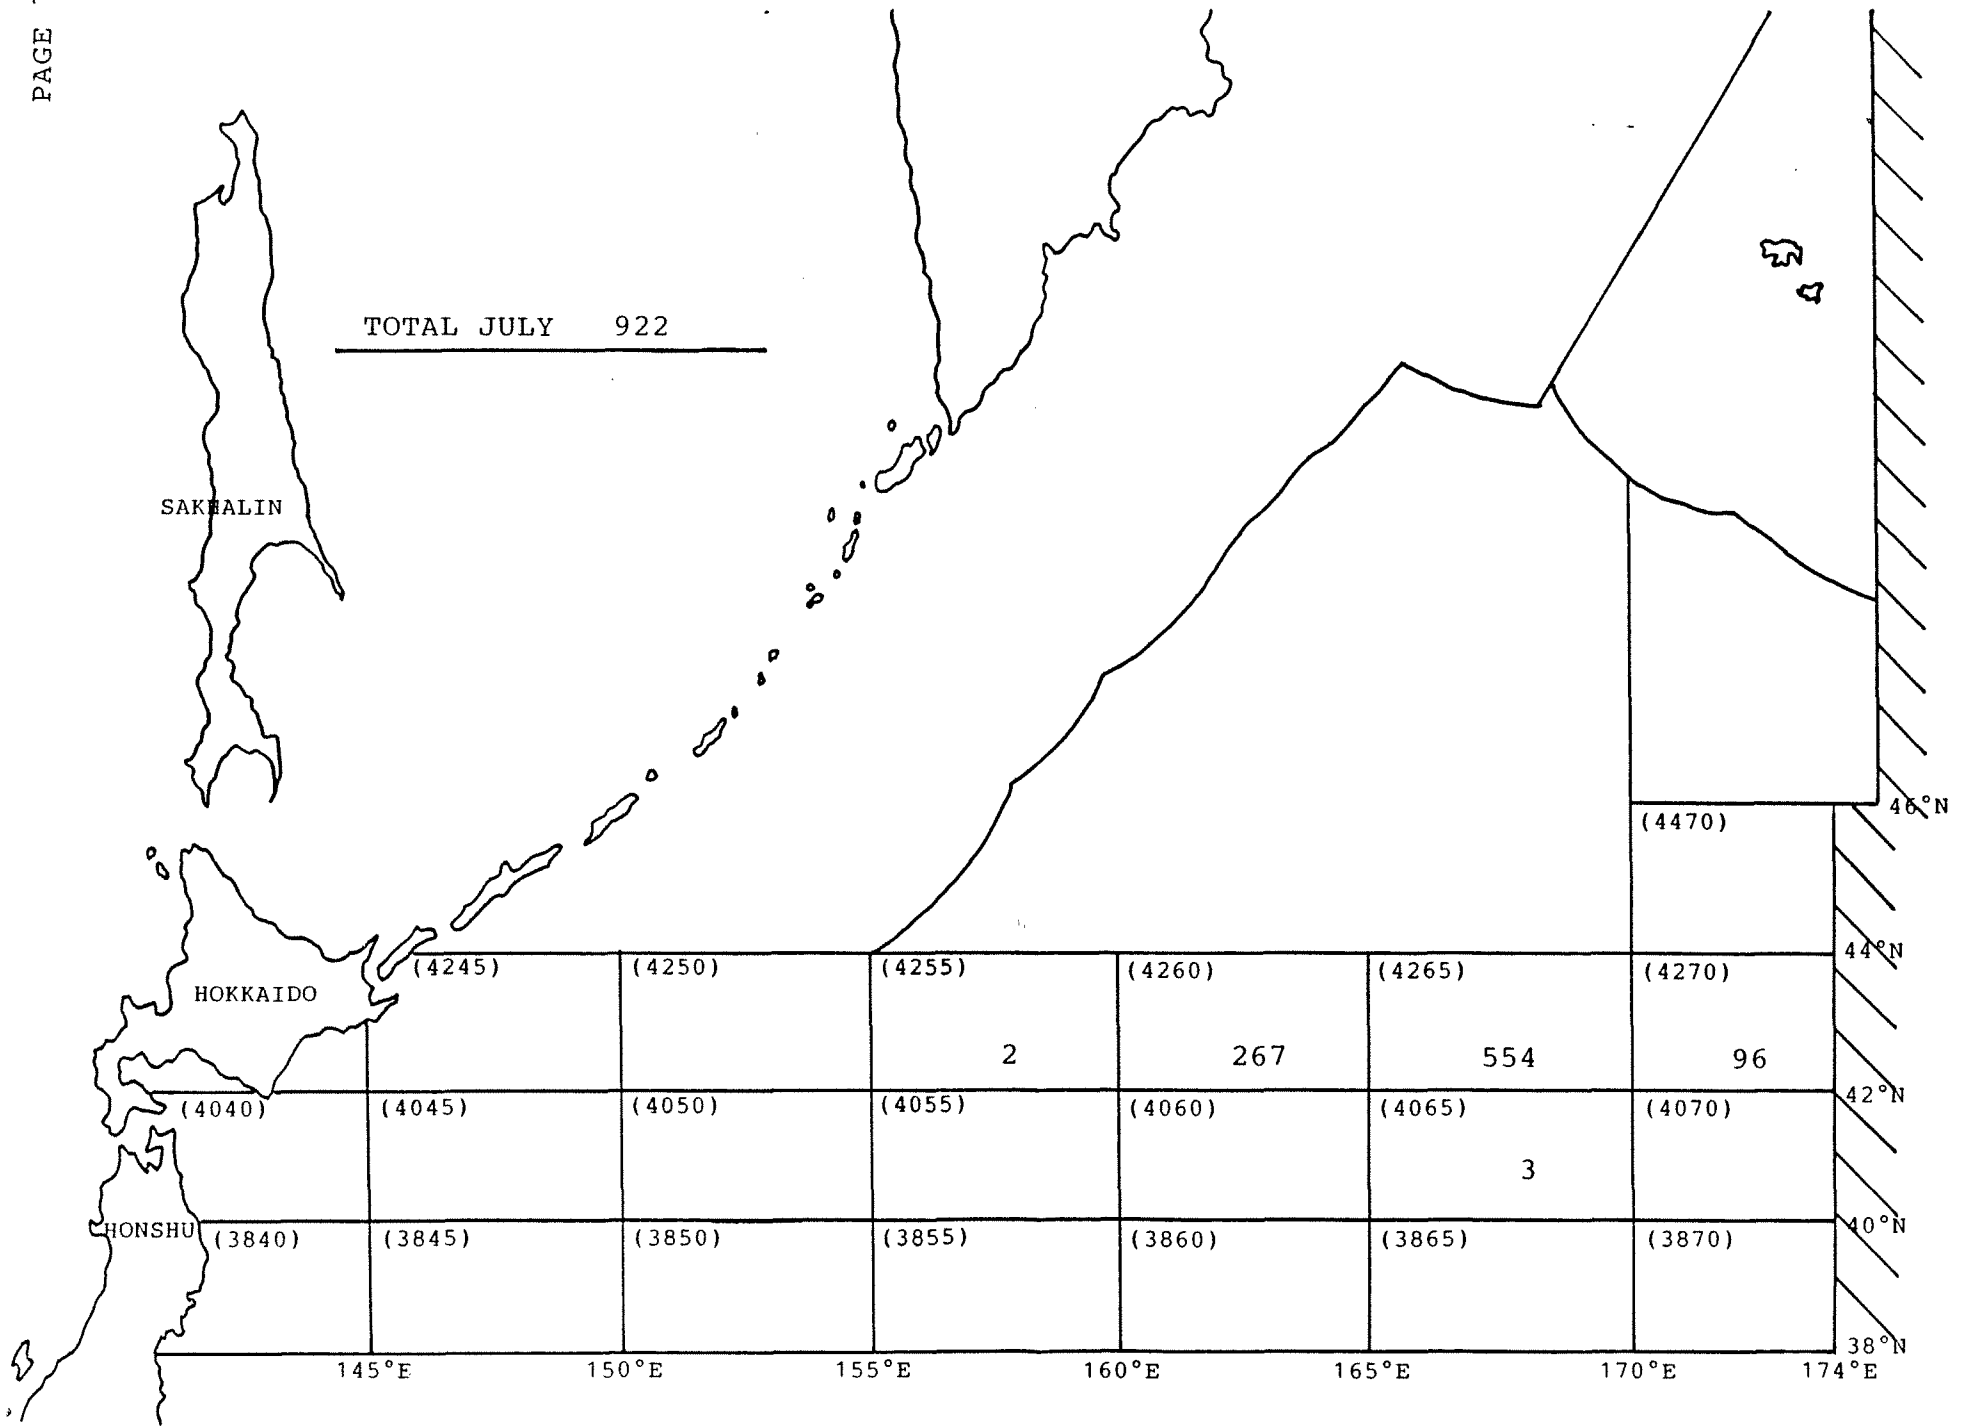 PAGE
TOTAL JULY 922
SAKHALIN
46°N
(4470)
44°N
(4245) (4250) (4255) (4260) (4265) (4270)
HOKKAIDO
2 267 554 96
42°N
(4040) (4045) (4050) (4055) (4060) (4065) (4070)
3
40°N
HONSHU (3840) (3845) (3850) (3855) (3860) (3865) (3870)
38°N
145°E 150°E 155°E 160°E 165°E 170°E 174°E